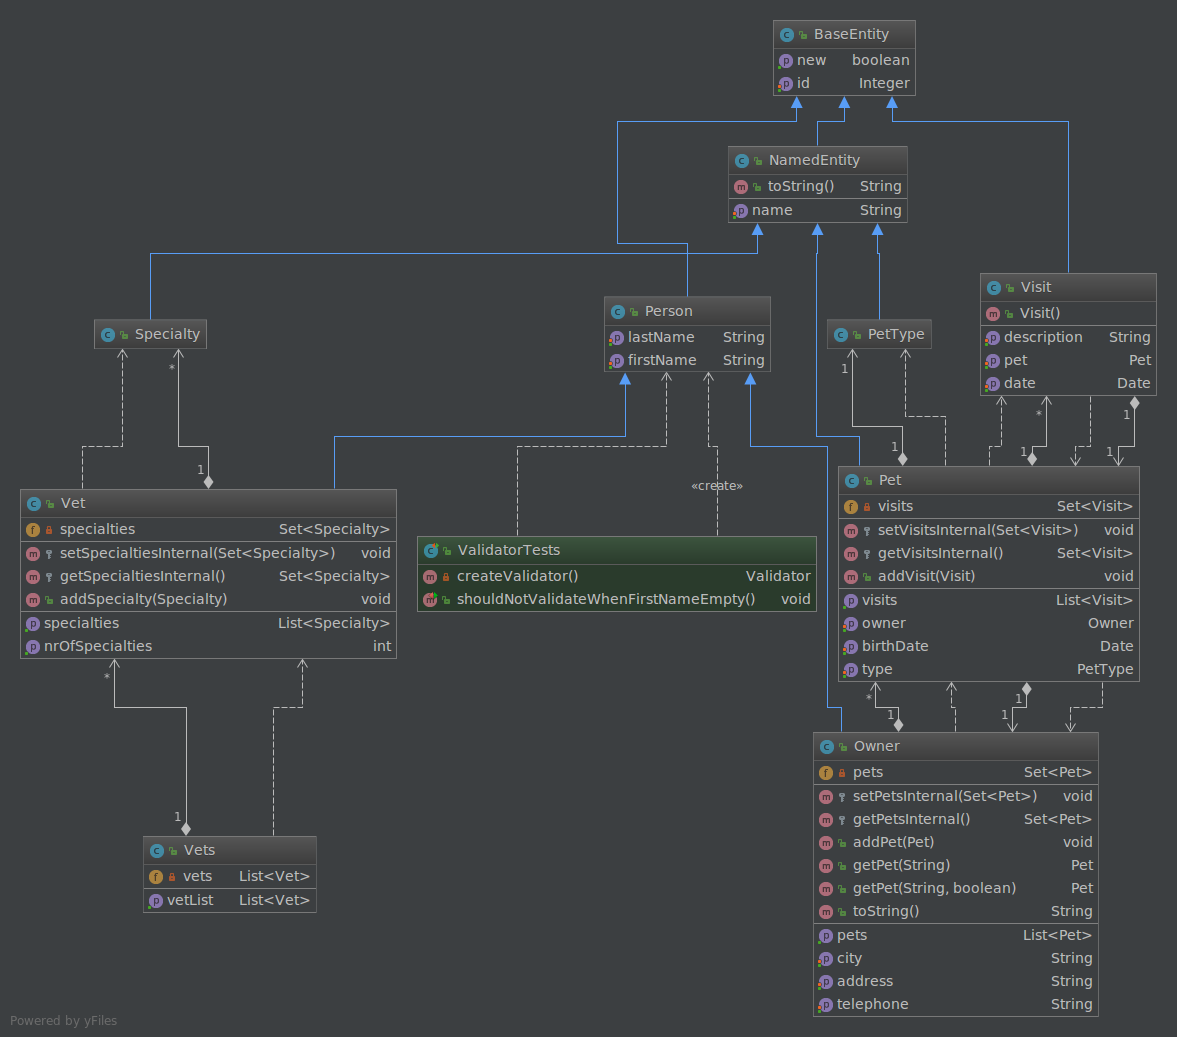 BaseEntity
new boolean
id Integer
NamedEntity
toString() String
name String
Visit
Visit()
description String
pet Pet
date Date
Person
lastName String
firstName String
Specialty
PetType
*
1
*
1
1
1
1
1
«create»
Pet
visits Set<Visit>
setVisitsInternal(Set<Visit>) void
getVisitsInternal() Set<Visit>
addVisit(Visit) void
visits List<Visit>
owner Owner
birthDate Date
type PetType
Vet
specialties Set<Specialty>
setSpecialtiesInternal(Set<Specialty>) void
getSpecialtiesInternal() Set<Specialty>
addSpecialty(Specialty) void
specialties List<Specialty>
nrOfSpecialties int
ValidatorTests
createValidator() Validator
shouldNotValidateWhenFirstNameEmpty() void
*
1
*
1
1
1
Owner
pets Set<Pet>
setPetsInternal(Set<Pet>) void
getPetsInternal() Set<Pet>
addPet(Pet) void
getPet(String) Pet
getPet(String, boolean) Pet
toString() String
pets List<Pet>
city String
address String
telephone String
Vets
vets List<Vet>
vetList List<Vet>
Powered by yFiles